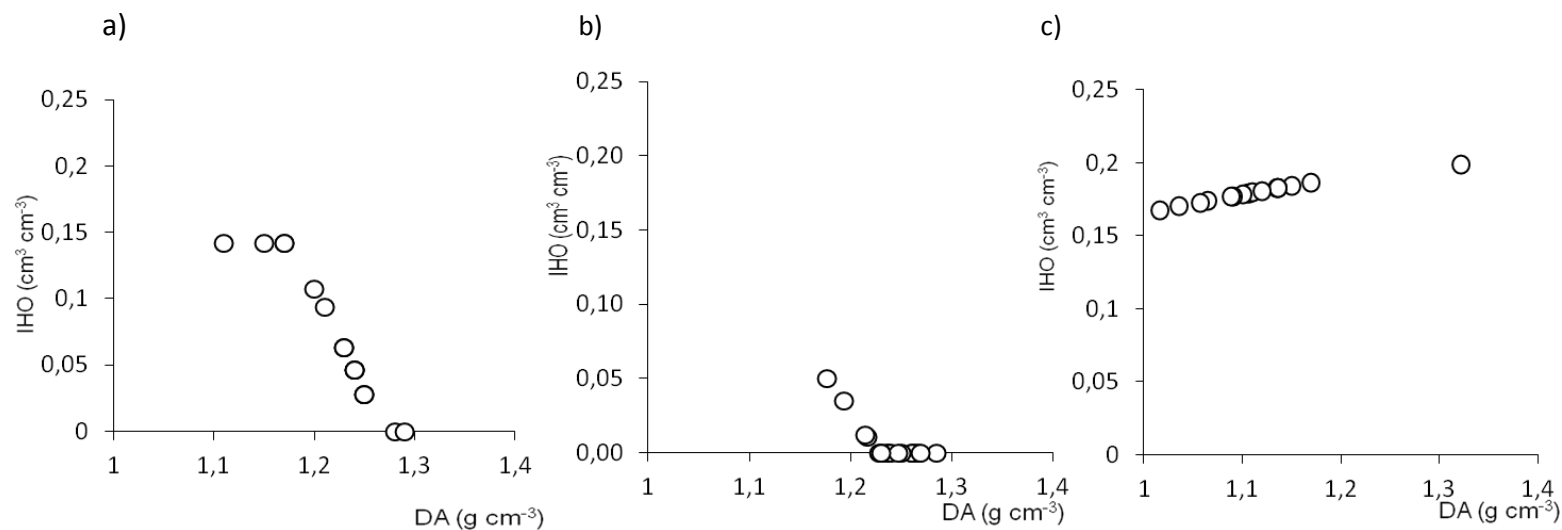 a)
0,25
0,2
0,15
0,1
0,05
0
IHO (cm³ cm⁻³)
1 1,1 1,2 1,3 1,4
DA (g cm⁻³)
b)
0,25
0,20
0,15
0,10
0,05
0,00
IHO (cm³ cm⁻³)
1 1,1 1,2 1,3 1,4
DA (g cm⁻³)
c)
0,25
0,2
0,15
0,1
0,05
0
IHO (cm³ cm⁻³)
1 1,1 1,2 1,3 1,4
DA (g cm⁻³)